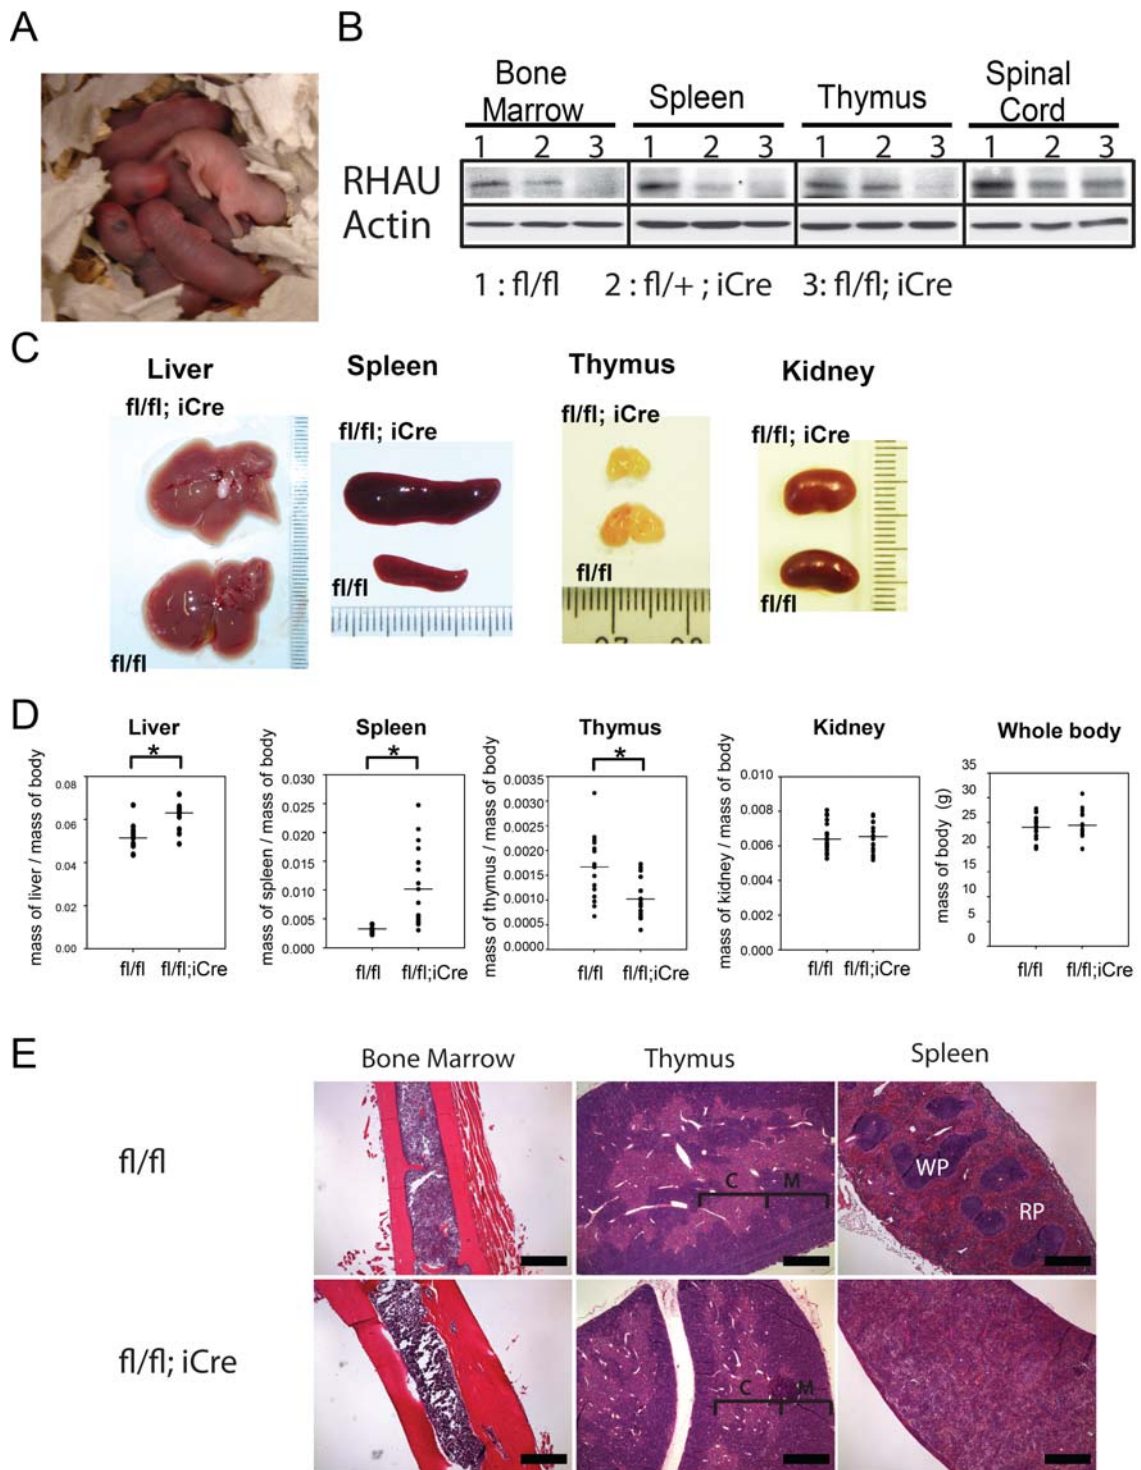 A
B
Bone Marrow
Spleen
Thymus
Spinal Cord
1 2 3 1 2 3 1 2 3 1 2 3
RHAU
Actin
1 : fl/fl 2 : fl/+ ; iCre 3: fl/fl; iCre
C
Liver
fl/fl; iCre
fl/fl
Spleen
fl/fl; iCre
fl/fl
Thymus
fl/fl; iCre
fl/fl
Kidney
fl/fl; iCre
fl/fl
D
Liver
*
mass of liver / mass of body
0.08
0.06
0.04
0.02
0.00
fl/fl fl/fl;iCre
Spleen
*
mass of spleen / mass of body
0.030
0.025
0.020
0.015
0.010
0.005
0.000
fl/fl fl/fl;iCre
Thymus
*
mass of thymus / mass of body
0.0035
0.0030
0.0025
0.0020
0.0015
0.0010
0.0005
0.0000
fl/fl fl/fl;iCre
Kidney
mass of kidney / mass of body
0.010
0.008
0.006
0.004
0.002
0.000
fl/fl fl/fl;iCre
Whole body
mass of body (g)
35
30
25
20
15
10
5
0
fl/fl fl/fl;iCre
E
Bone Marrow Thymus Spleen
fl/fl
C M
WP
RP
fl/fl; iCre
C M